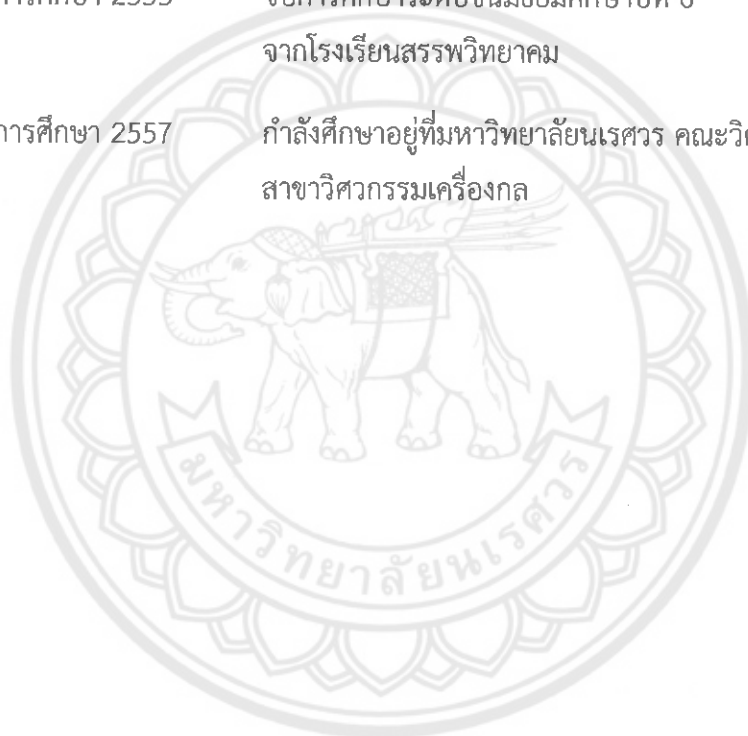 จากโรงเรียนสรรพวิทยาคม
การศึกษา 2557 กำลังศึกษาอยู่ที่มหาวิทยาลัยนเรศวร คณะวิ
สาขาวิศวกรรมเครื่องกล
มหาวิทยาลัยนเรศวร